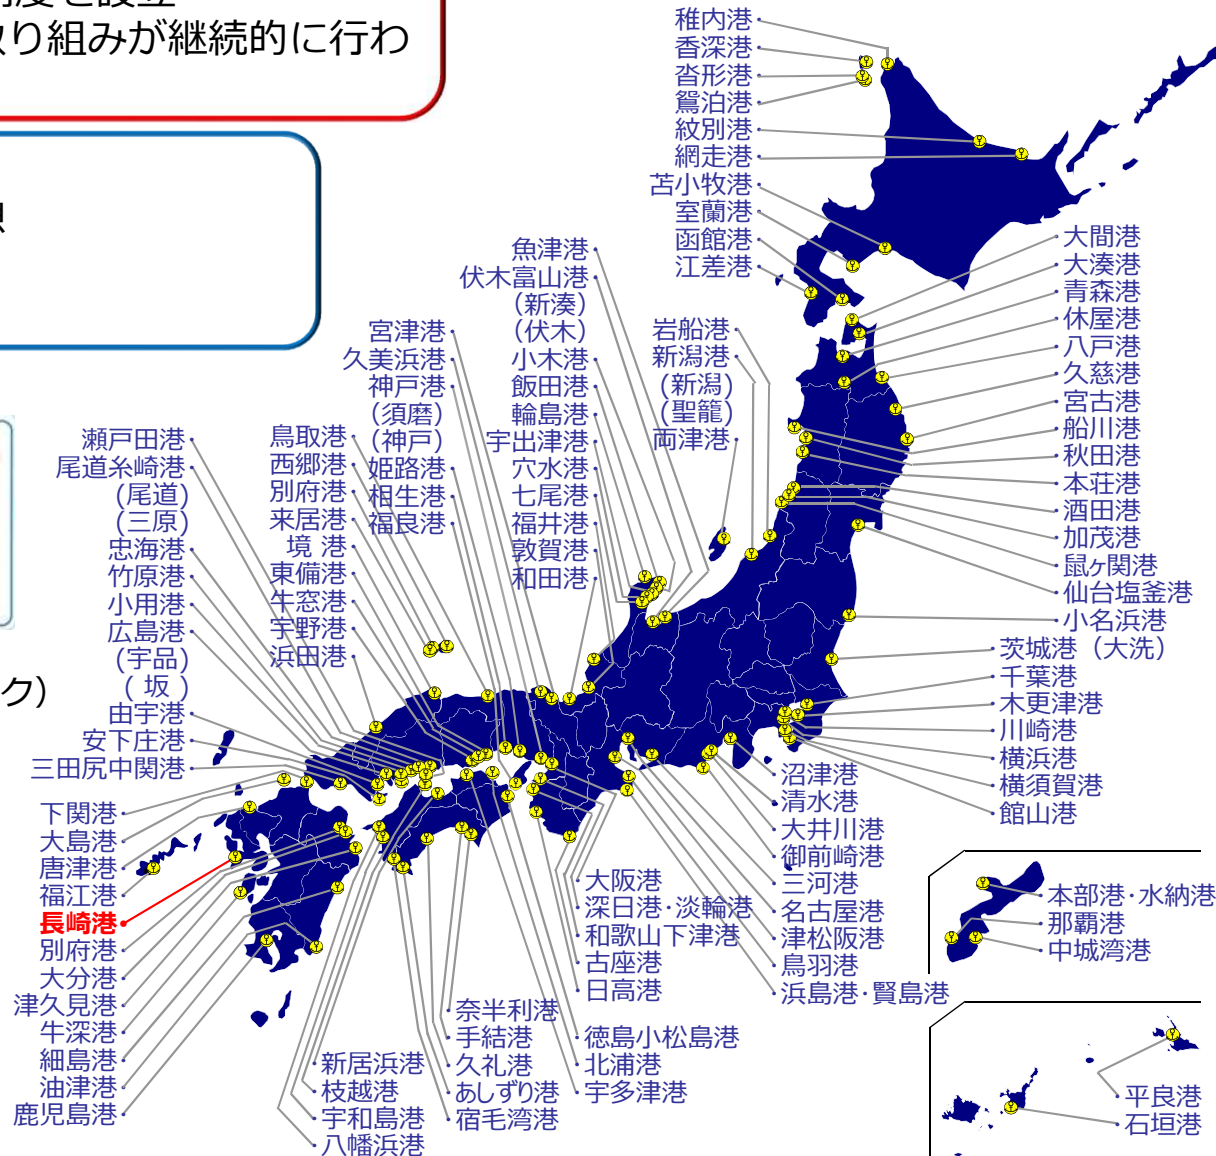 制度を設立
取り組みが継続的に行わ
ク）
稚内港
香深港
沓形港
鴛泊港
紋別港
網走港
苫小牧港
室蘭港
函館港
江差港
大間港
大湊港
青森港
休屋港
八戸港
久慈港
宮古港
船川港
秋田港
本荘港
酒田港
加茂港
鼠ヶ関港
仙台塩釜港
小名浜港
茨城港（大洗）
千葉港
木更津港
川崎港
横浜港
横須賀港
館山港
岩船港
新潟港
(新潟)
(聖籠)
両津港
魚津港
伏木富山港
(新湊)
(伏木)
小木港
飯田港
輪島港
宇出津港
穴水港
七尾港
福井港
敦賀港
和田港
宮津港
久美浜港
神戸港
(須磨)
(神戸)
姫路港
相生港
福良港
鳥取港
西郷港
別府港
来居港
境 港
東備港
牛窓港
宇野港
浜田港
瀬戸田港
尾道糸崎港
(尾道)
(三原)
忠海港
竹原港
小用港
広島港
(宇品)
( 坂 )
由宇港
安下庄港
三田尻中関港
下関港
大島港
唐津港
福江港
長崎港
別府港
大分港
津久見港
牛深港
細島港
油津港
鹿児島港
新居浜港
枝越港
宇和島港
八幡浜港
奈半利港
手結港
久礼港
あしずり港
宿毛湾港
徳島小松島港
北浦港
宇多津港
大阪港
深日港・淡輪港
和歌山下津港
古座港
日高港
沼津港
清水港
大井川港
御前崎港
三河港
名古屋港
津松阪港
鳥羽港
浜島港・賢島港
本部港・水納港
那覇港
中城湾港
平良港
石垣港